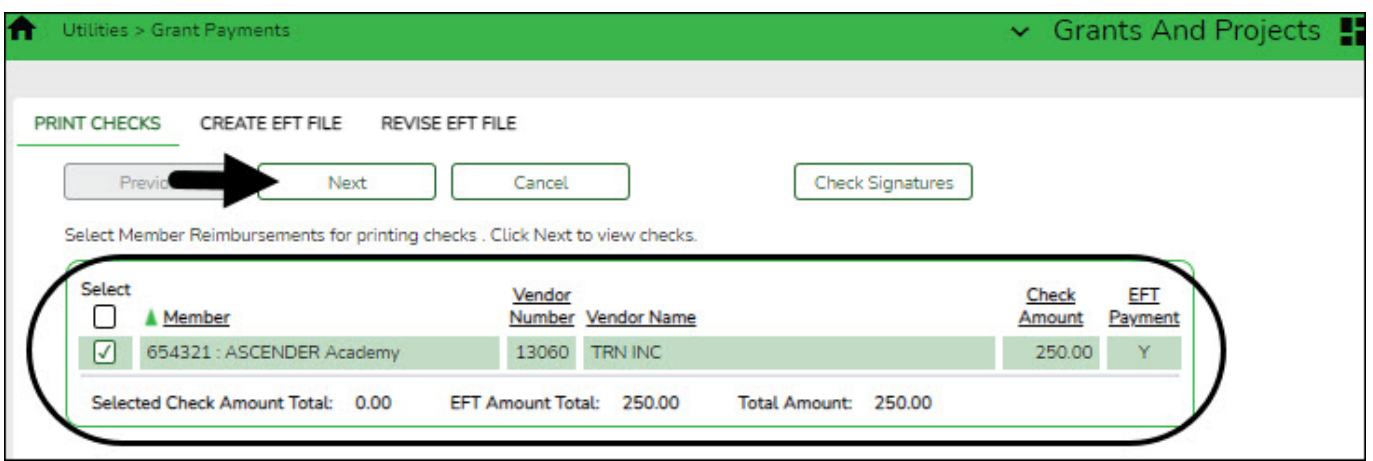 Utilities > Grant Payments
Grants And Projects
PRINT CHECKS CREATE EFT FILE REVISE EFT FILE
Next Cancel Check Signatures
Select Member Reimbursements for printing checks . Click Next to view checks.
Select Member Vendor Number Vendor Name Check Amount EFT Payment
654321 : ASCENDER Academy 13060 TRN INC 250.00 Y
Selected Check Amount Total: 0.00 EFT Amount Total: 250.00 Total Amount: 250.00